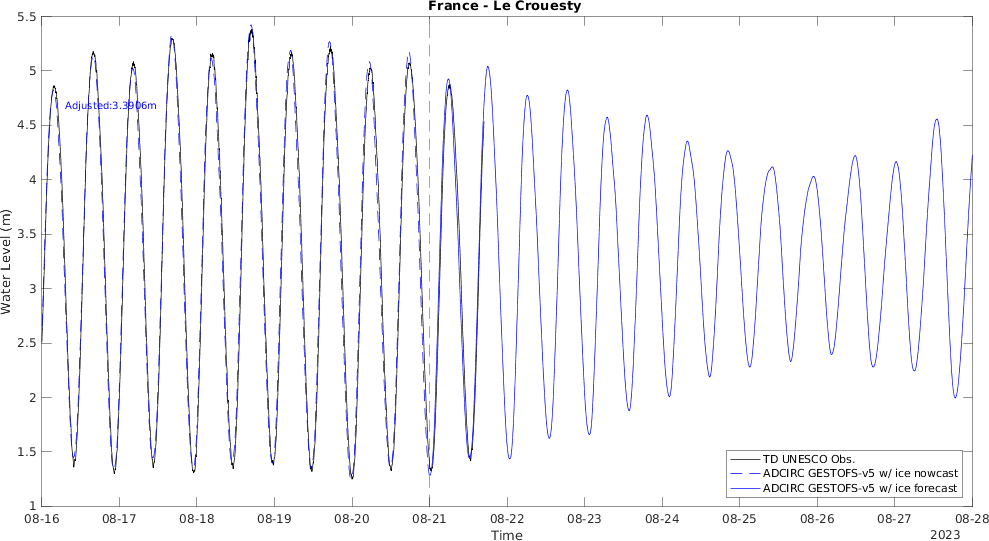 France - Le Crouesty
5.5
5
4.5
4
3.5
3
2.5
2
1.5
1
Water Level (m)
Adjusted:3.3906m
TD UNESCO Obs.
ADCIRC GESTOFS-v5 w/ ice nowcast
ADCIRC GESTOFS-v5 w/ ice forecast
08-16 08-17 08-18 08-19 08-20 08-21 08-22 08-23 08-24 08-25 08-26 08-27 08-28
Time
2023